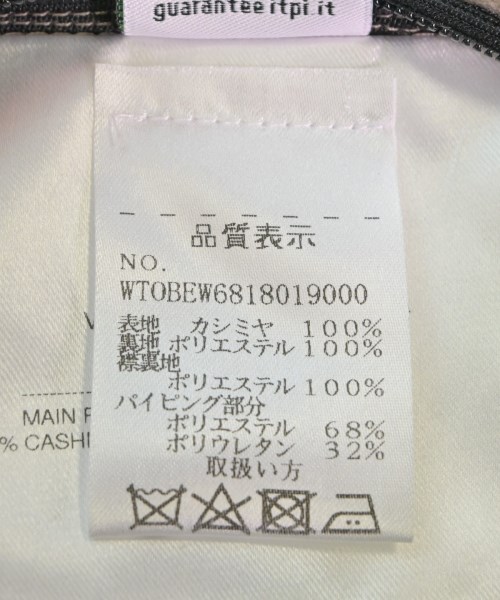 guarantee itpi.it
品質表示
NO.
WTOBEW6818019000
表地 カシミヤ 100%
裏地 ポリエステル 100%
襟裏地
ポリエステル 100%
パイピング部分
ポリエステル 68%
ポリウレタン 32%
取扱い方
MAIN
% CASH